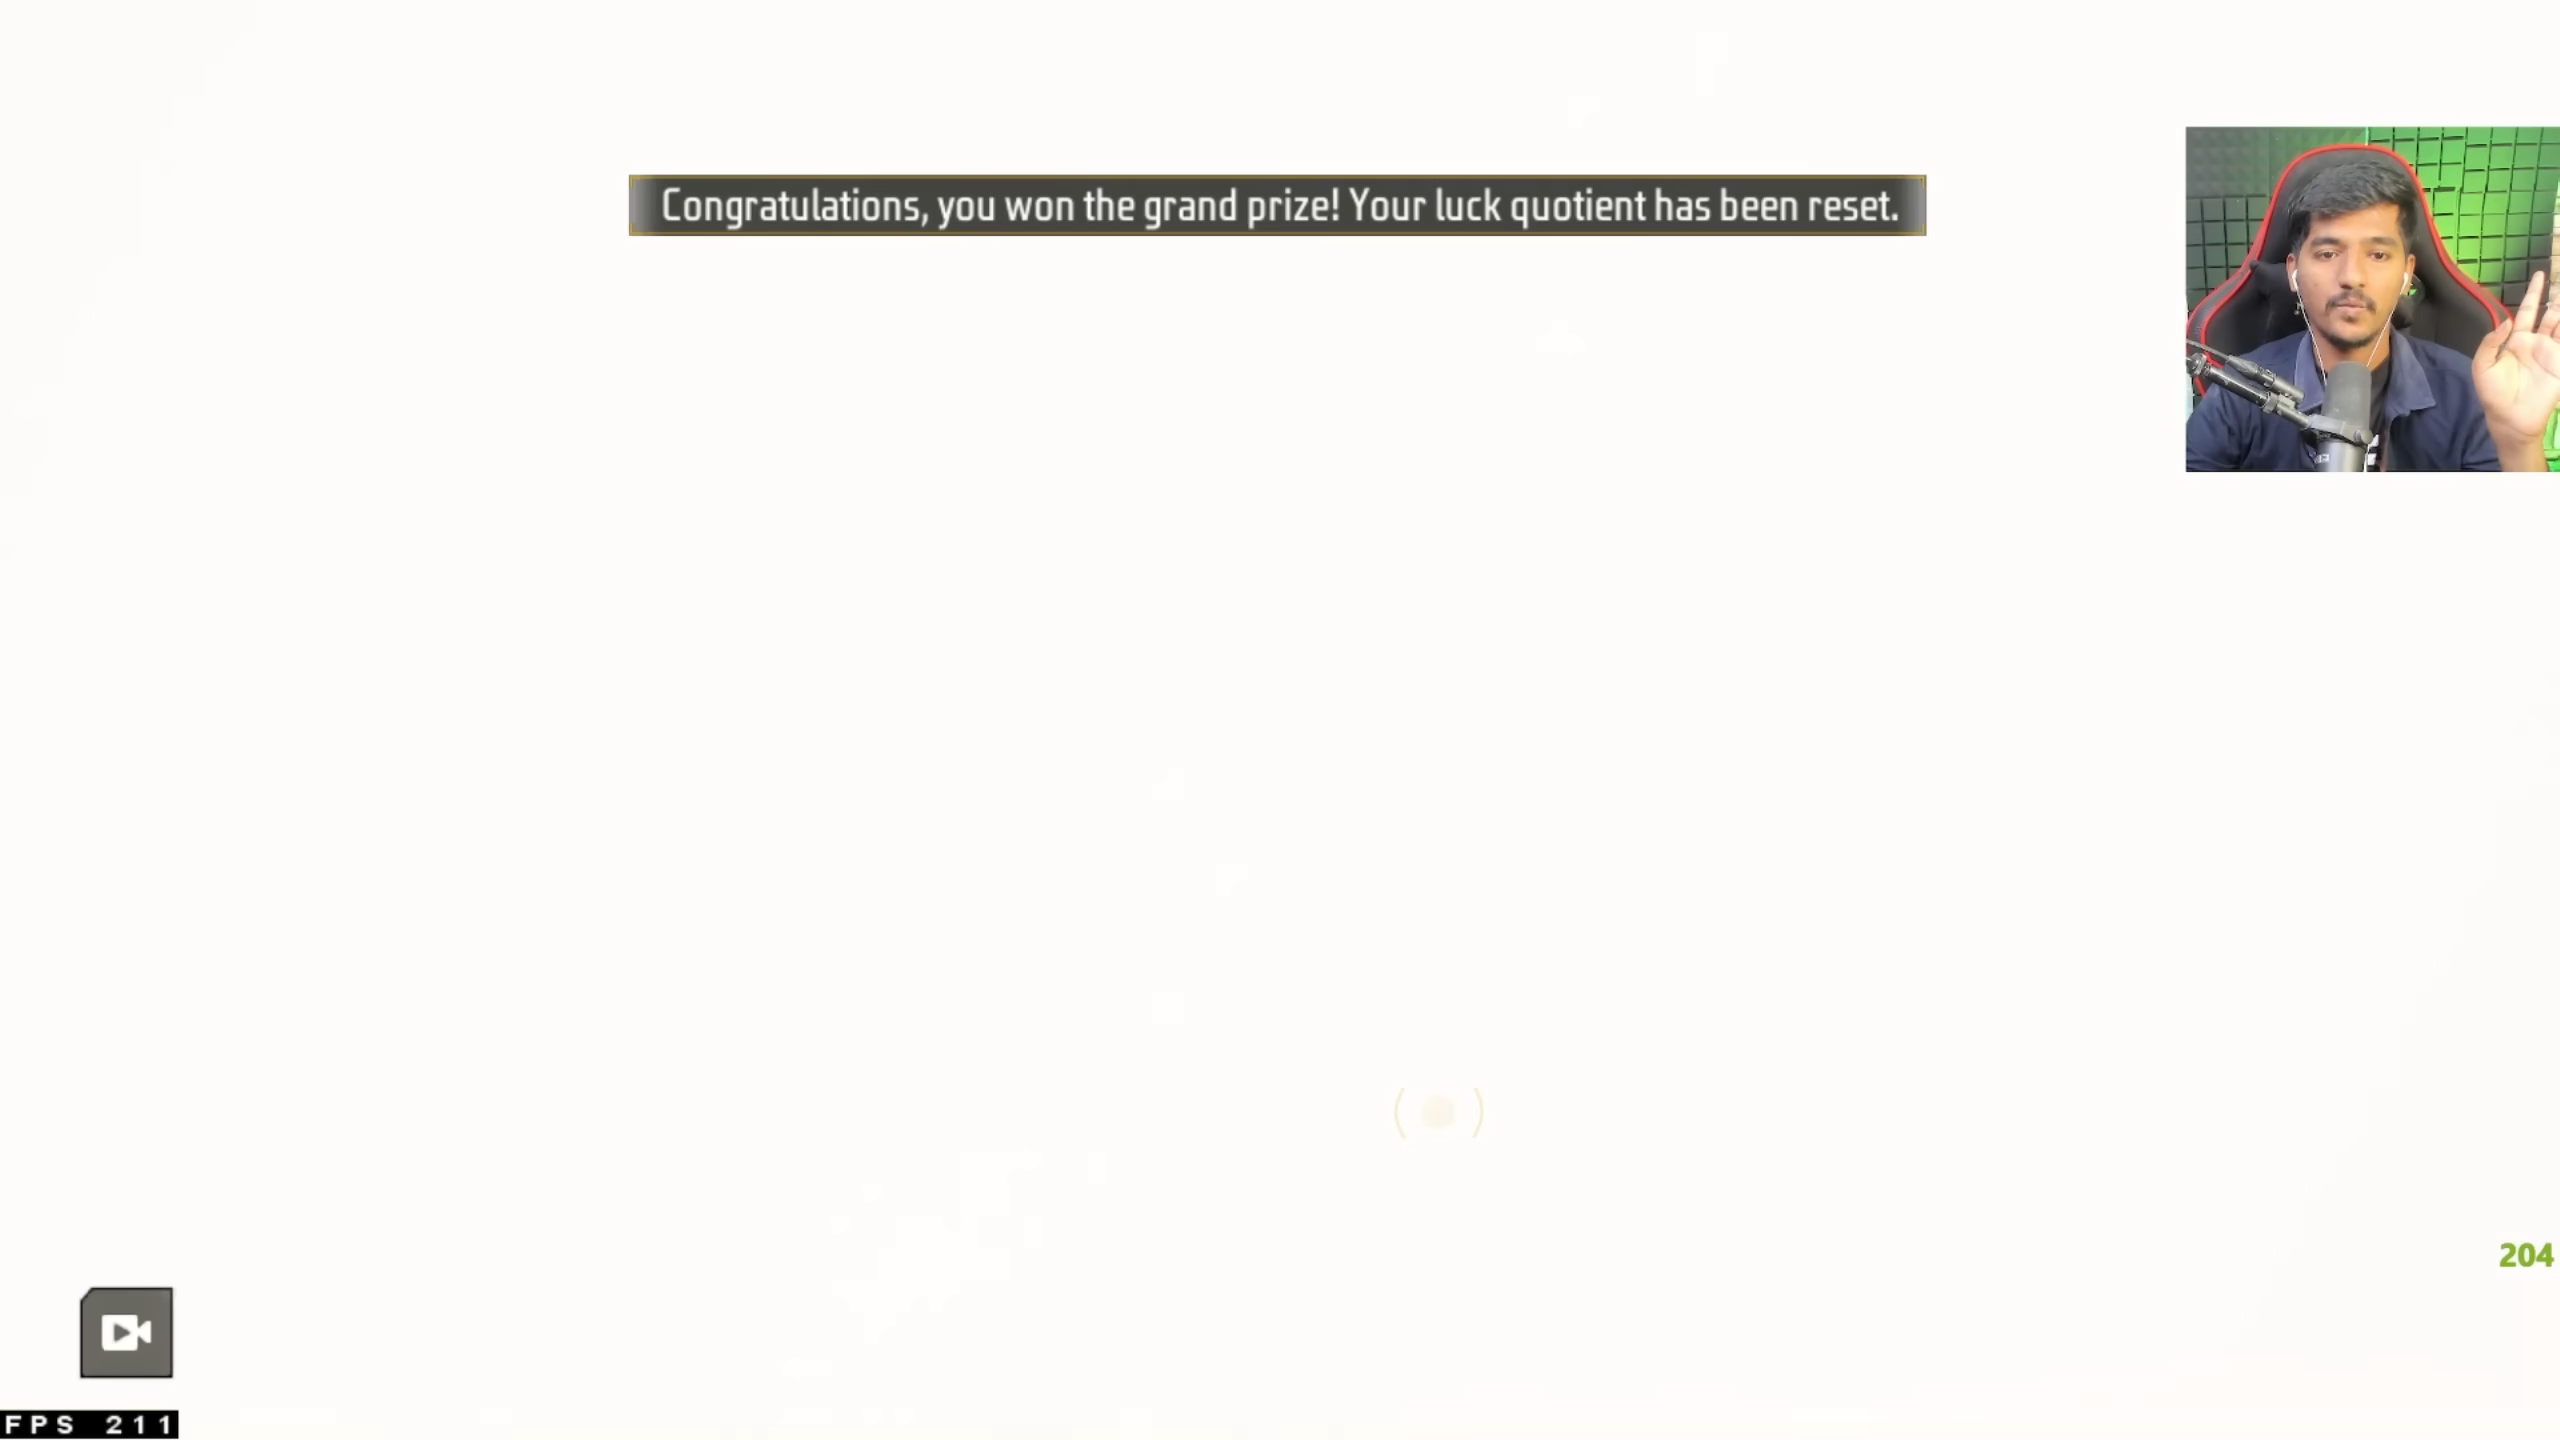 Congratulations, you won the grand prize! Your luck quotient has been reset.
204
FPS 211